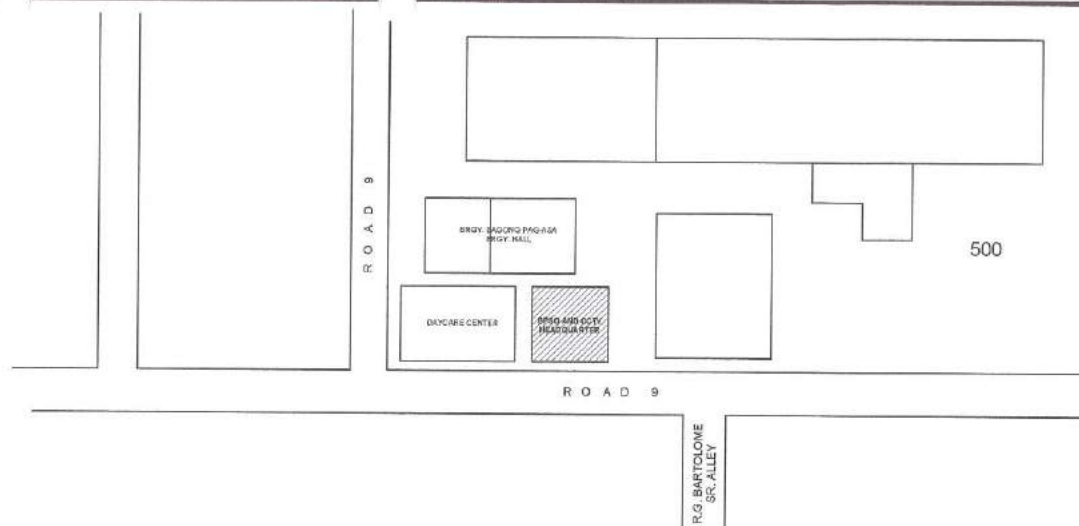 ROAD 9
BRGY. BAGONG PAG-ASA
BRGY. HALL
500
DAYCARE CENTER
BPSO AND CCTV
HEADQUARTER
ROAD 9
R.G. BARTOLOME
SR. ALLEY